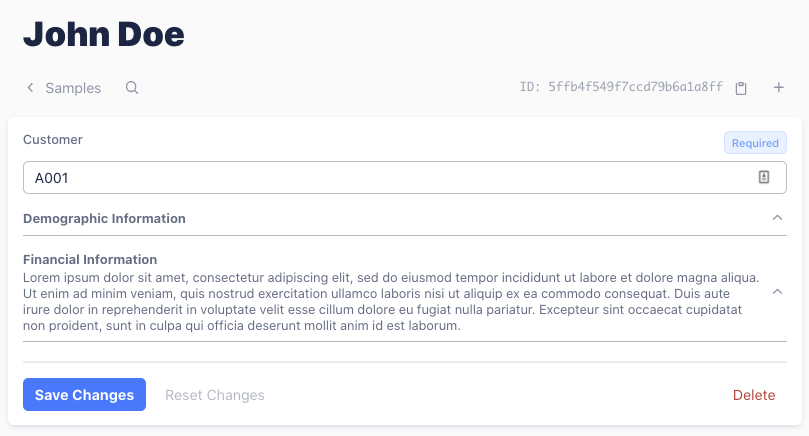 John Doe
Samples
ID: 5ffb4f549f7ccd79b6a1a8ff
Customer
Required
A001
Demographic Information
Financial Information
Lorem ipsum dolor sit amet, consectetur adipiscing elit, sed do eiusmod tempor incididunt ut labore et dolore magna aliqua.
Ut enim ad minim veniam, quis nostrud exercitation ullamco laboris nisi ut aliquip ex ea commodo consequat. Duis aute
irure dolor in reprehenderit in voluptate velit esse cillum dolore eu fugiat nulla pariatur. Excepteur sint occaecat cupidatat
non proident, sunt in culpa qui officia deserunt mollit anim id est laborum.
Save Changes
Reset Changes
Delete